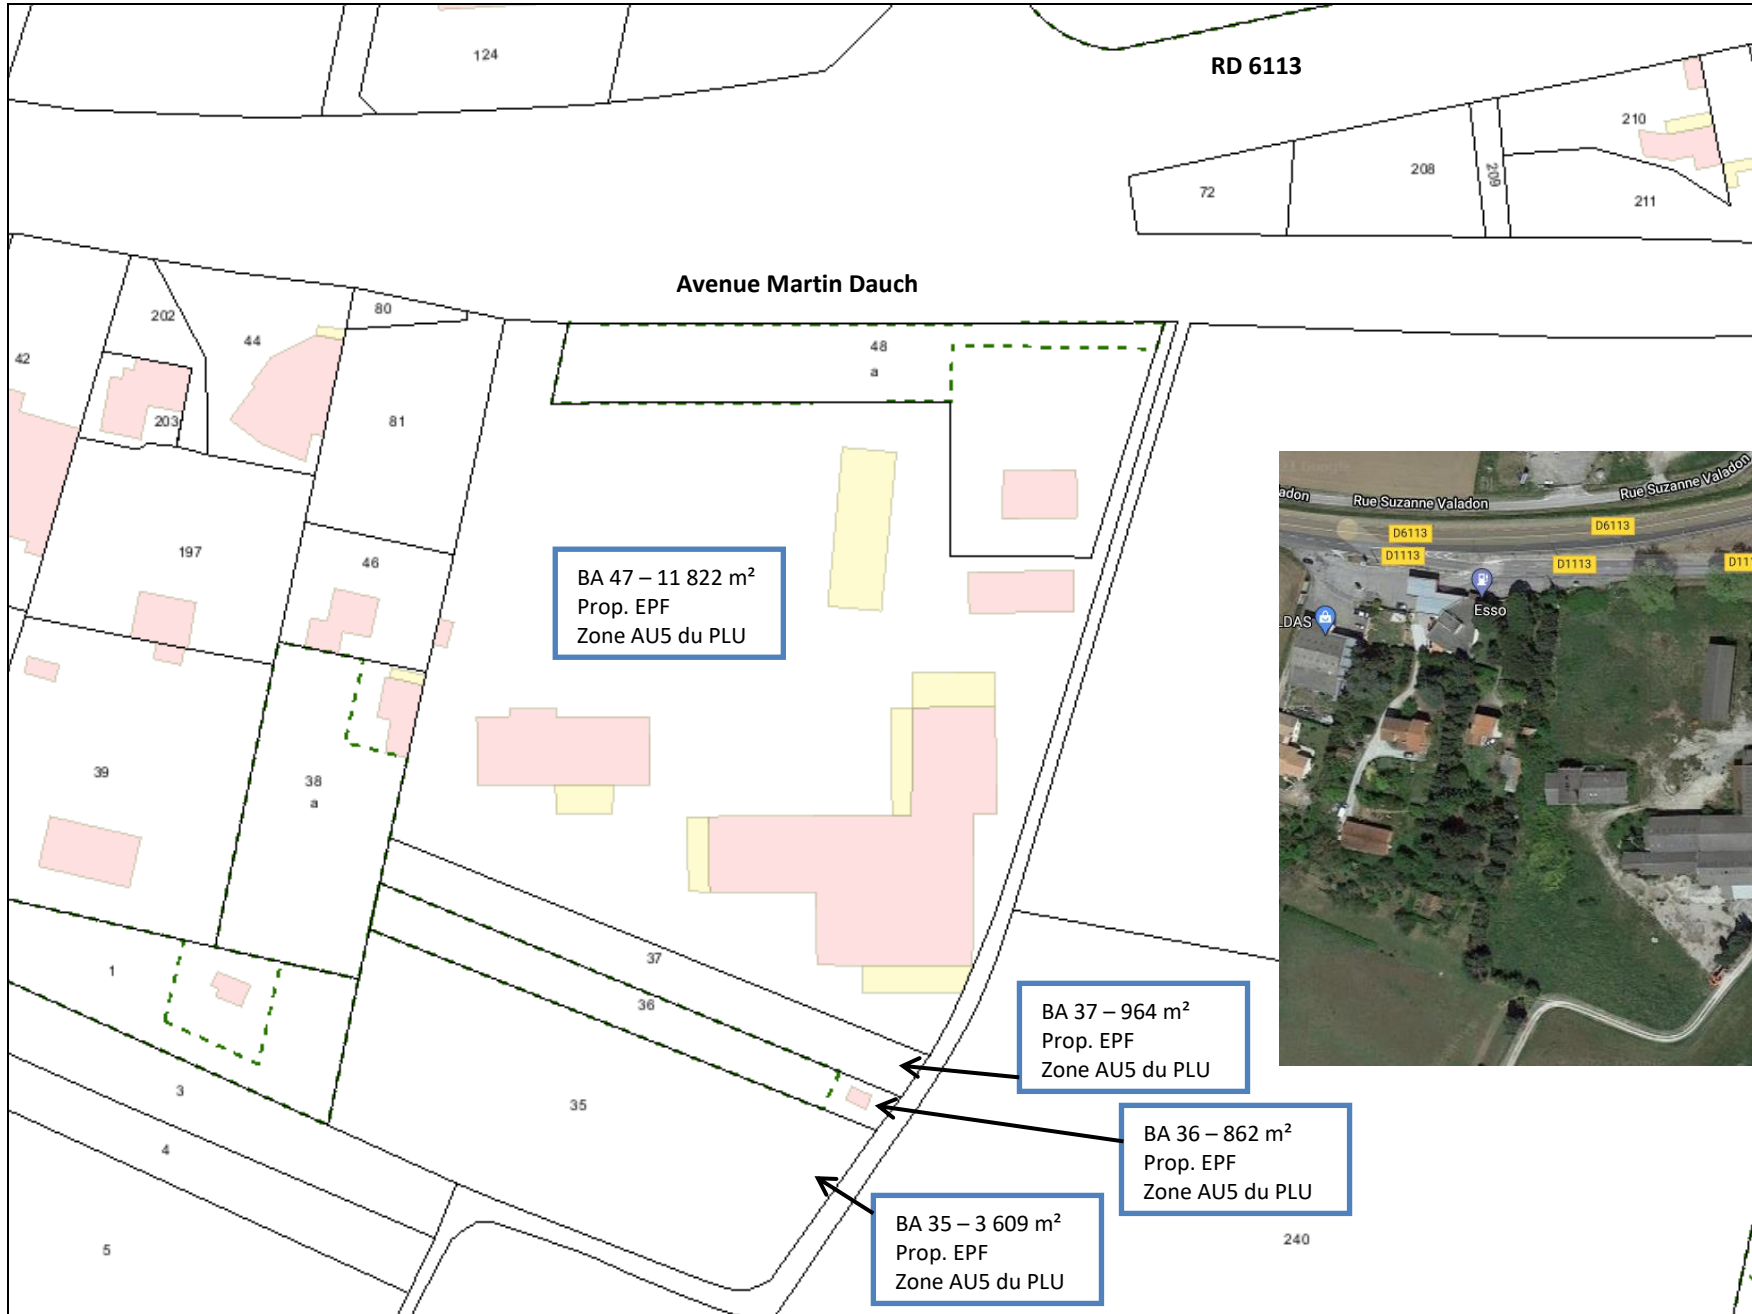 124
RD 6113
210
208
209
72
211
Avenue Martin Dauch
80
202
44
48
a
42
81
203
197
46
BA 47 – 11 822 m²
Prop. EPF
Zone AU5 du PLU
Rue Suzanne Valadon
Rue Suzanne Valadon
D6113
D6113
D1113
D1113
Esso
39
38
a
37
36
1
BA 37 – 964 m²
Prop. EPF
Zone AU5 du PLU
3
35
4
BA 36 – 862 m²
Prop. EPF
Zone AU5 du PLU
BA 35 – 3 609 m²
Prop. EPF
Zone AU5 du PLU
5
240